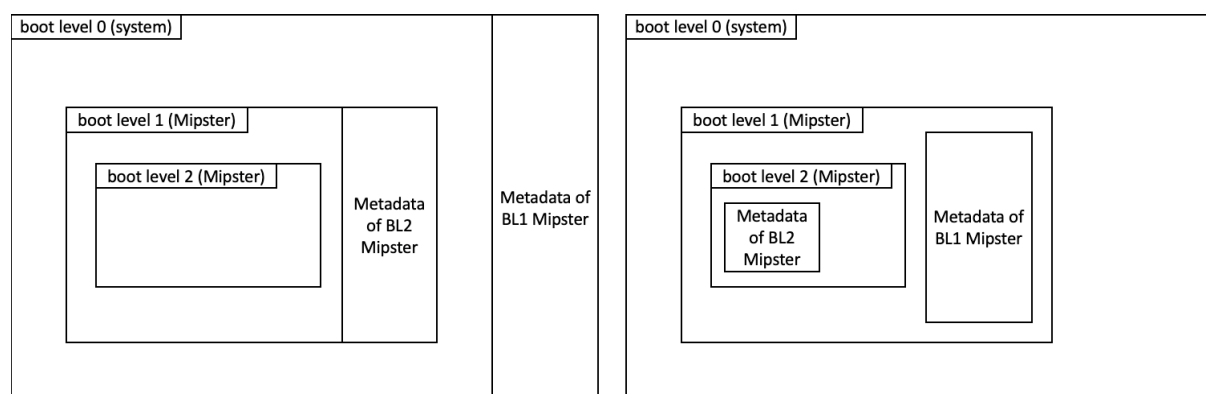 boot level 0 (system)
boot level 1 (Mipster)
boot level 2 (Mipster)
Metadata
of BL2
Mipster
Metadata of
BL1 Mipster
boot level 0 (system)
boot level 1 (Mipster)
boot level 2 (Mipster)
Metadata
of BL2
Mipster
Metadata of
BL1 Mipster